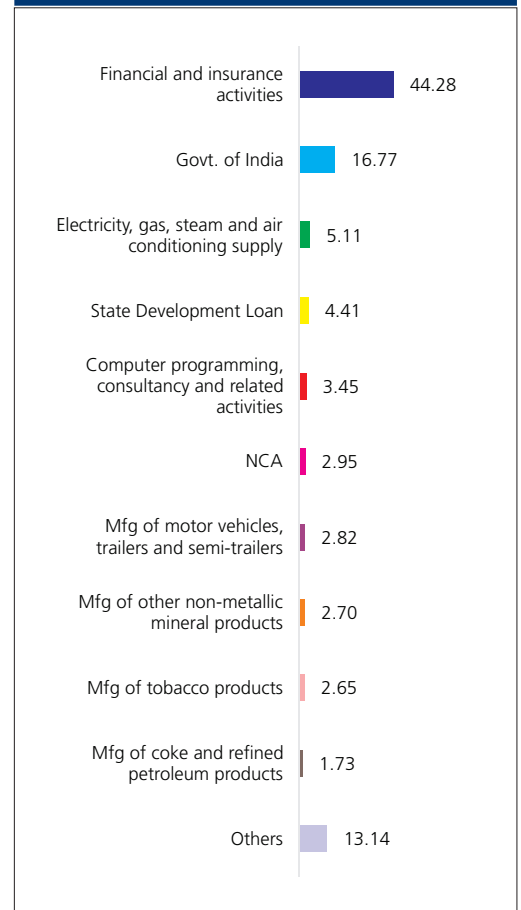 Financial and insurance
activities
44.28
Govt. of India
16.77
Electricity, gas, steam and air
conditioning supply
5.11
State Development Loan
4.41
Computer programming,
consultancy and related
activities
3.45
NCA
2.95
Mfg of motor vehicles,
trailers and semi-trailers
2.82
Mfg of other non-metallic
mineral products
2.70
Mfg of tobacco products
2.65
Mfg of coke and refined
petroleum products
1.73
Others
13.14